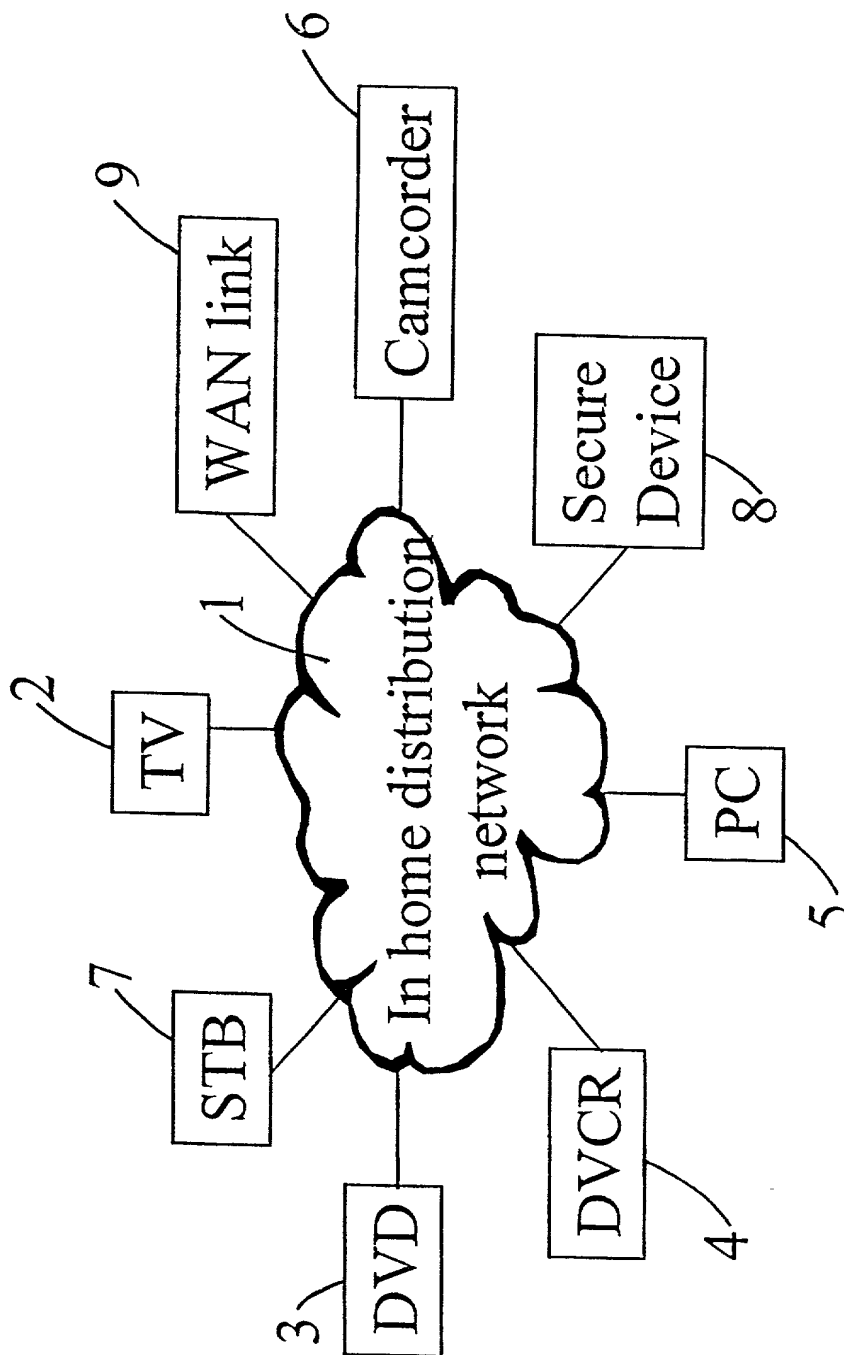 7
STB
2
TV
9
WAN link
1
3
DVD
In home distribution
network
6
Camcorder
DVCR
4
PC
5
Secure
Device
8